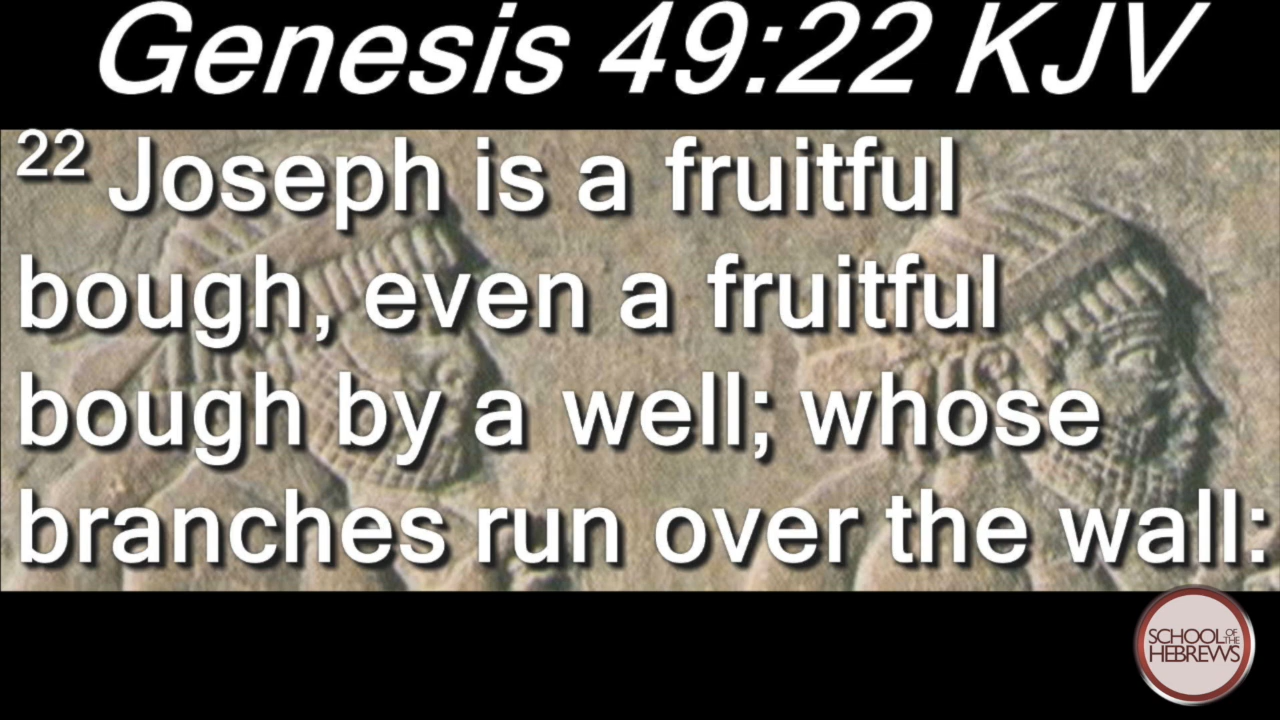 Genesis 49:22 KJV
22 Joseph is a fruitful
bough, even a fruitful
bough by a well; whose
branches run over the wall:
SCHOOL OF THE
HEBREWS